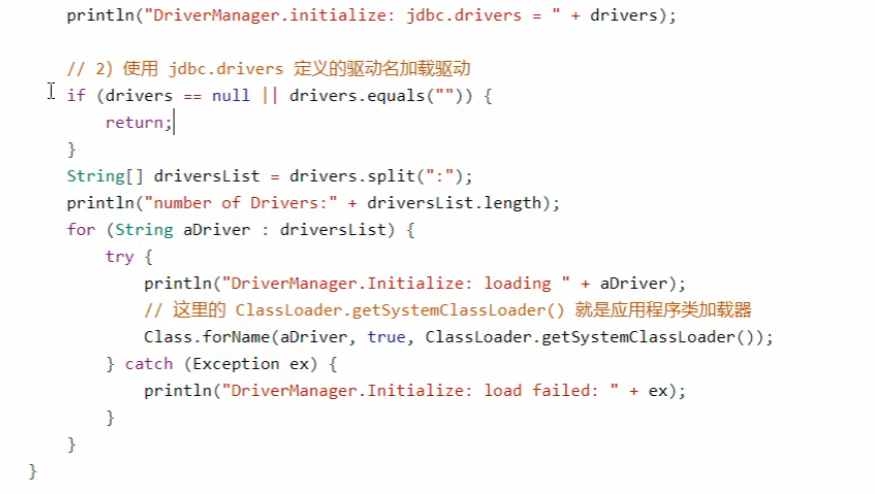 println("DriverManager.initialize: jdbc.drivers = " + drivers);
// 2) 使用 jdbc.drivers 定义的驱动名加载驱动
if (drivers == null || drivers.equals("")) {
return;
}
String[] driversList = drivers.split(":");
println("number of Drivers:" + driversList.length);
for (String aDriver : driversList) {
try {
println("DriverManager.Initialize: loading " + aDriver);
// 这里的 ClassLoader.getSystemClassLoader() 就是应用程序类加载器
Class.forName(aDriver, true, ClassLoader.getSystemClassLoader());
} catch (Exception ex) {
println("DriverManager.Initialize: load failed: " + ex);
}
}
}